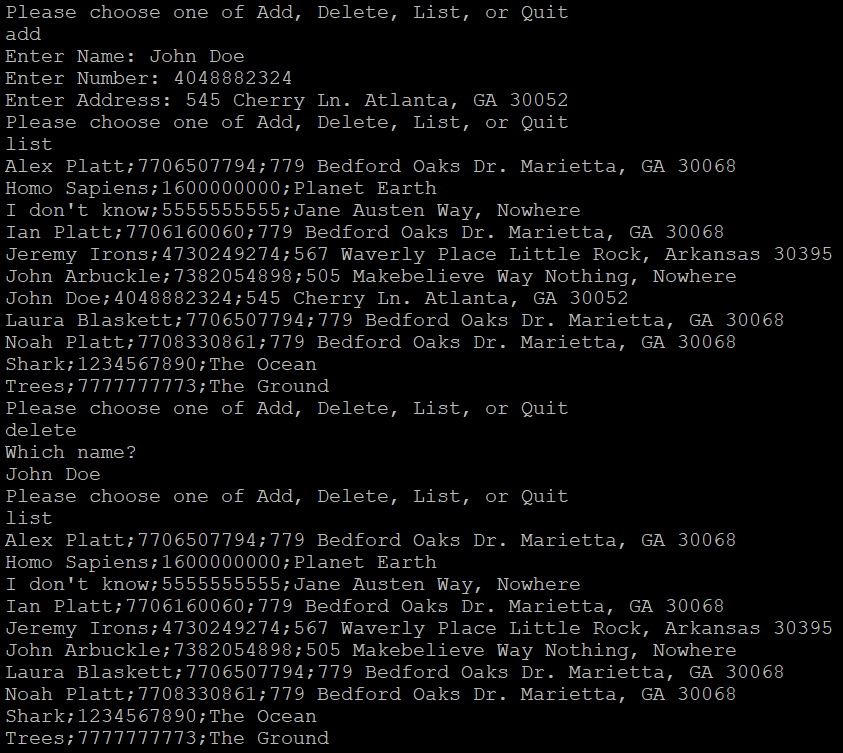 Please choose one of Add, Delete, List, or Quit
add
Enter Name: John Doe
Enter Number: 4048882324
Enter Address: 545 Cherry Ln. Atlanta, GA 30052
Please choose one of Add, Delete, List, or Quit
list
Alex Platt;7706507794;779 Bedford Oaks Dr. Marietta, GA 30068
Homo Sapiens;1600000000;Planet Earth
I don't know;5555555555;Jane Austen Way, Nowhere
Ian Platt;7706160060;779 Bedford Oaks Dr. Marietta, GA 30068
Jeremy Irons;4730249274;567 Waverly Place Little Rock, Arkansas 30395
John Arbuckle;7382054898;505 Makebelieve Way Nothing, Nowhere
John Doe;4048882324;545 Cherry Ln. Atlanta, GA 30052
Laura Blaskett;7706507794;779 Bedford Oaks Dr. Marietta, GA 30068
Noah Platt;7708330861;779 Bedford Oaks Dr. Marietta, GA 30068
Shark;1234567890;The Ocean
Trees;7777777773;The Ground
Please choose one of Add, Delete, List, or Quit
delete
Which name?
John Doe
Please choose one of Add, Delete, List, or Quit
list
Alex Platt;7706507794;779 Bedford Oaks Dr. Marietta, GA 30068
Homo Sapiens;1600000000;Planet Earth
I don't know;5555555555;Jane Austen Way, Nowhere
Ian Platt;7706160060;779 Bedford Oaks Dr. Marietta, GA 30068
Jeremy Irons;4730249274;567 Waverly Place Little Rock, Arkansas 30395
John Arbuckle;7382054898;505 Makebelieve Way Nothing, Nowhere
Laura Blaskett;7706507794;779 Bedford Oaks Dr. Marietta, GA 30068
Noah Platt;7708330861;779 Bedford Oaks Dr. Marietta, GA 30068
Shark;1234567890;The Ocean
Trees;7777777773;The Ground